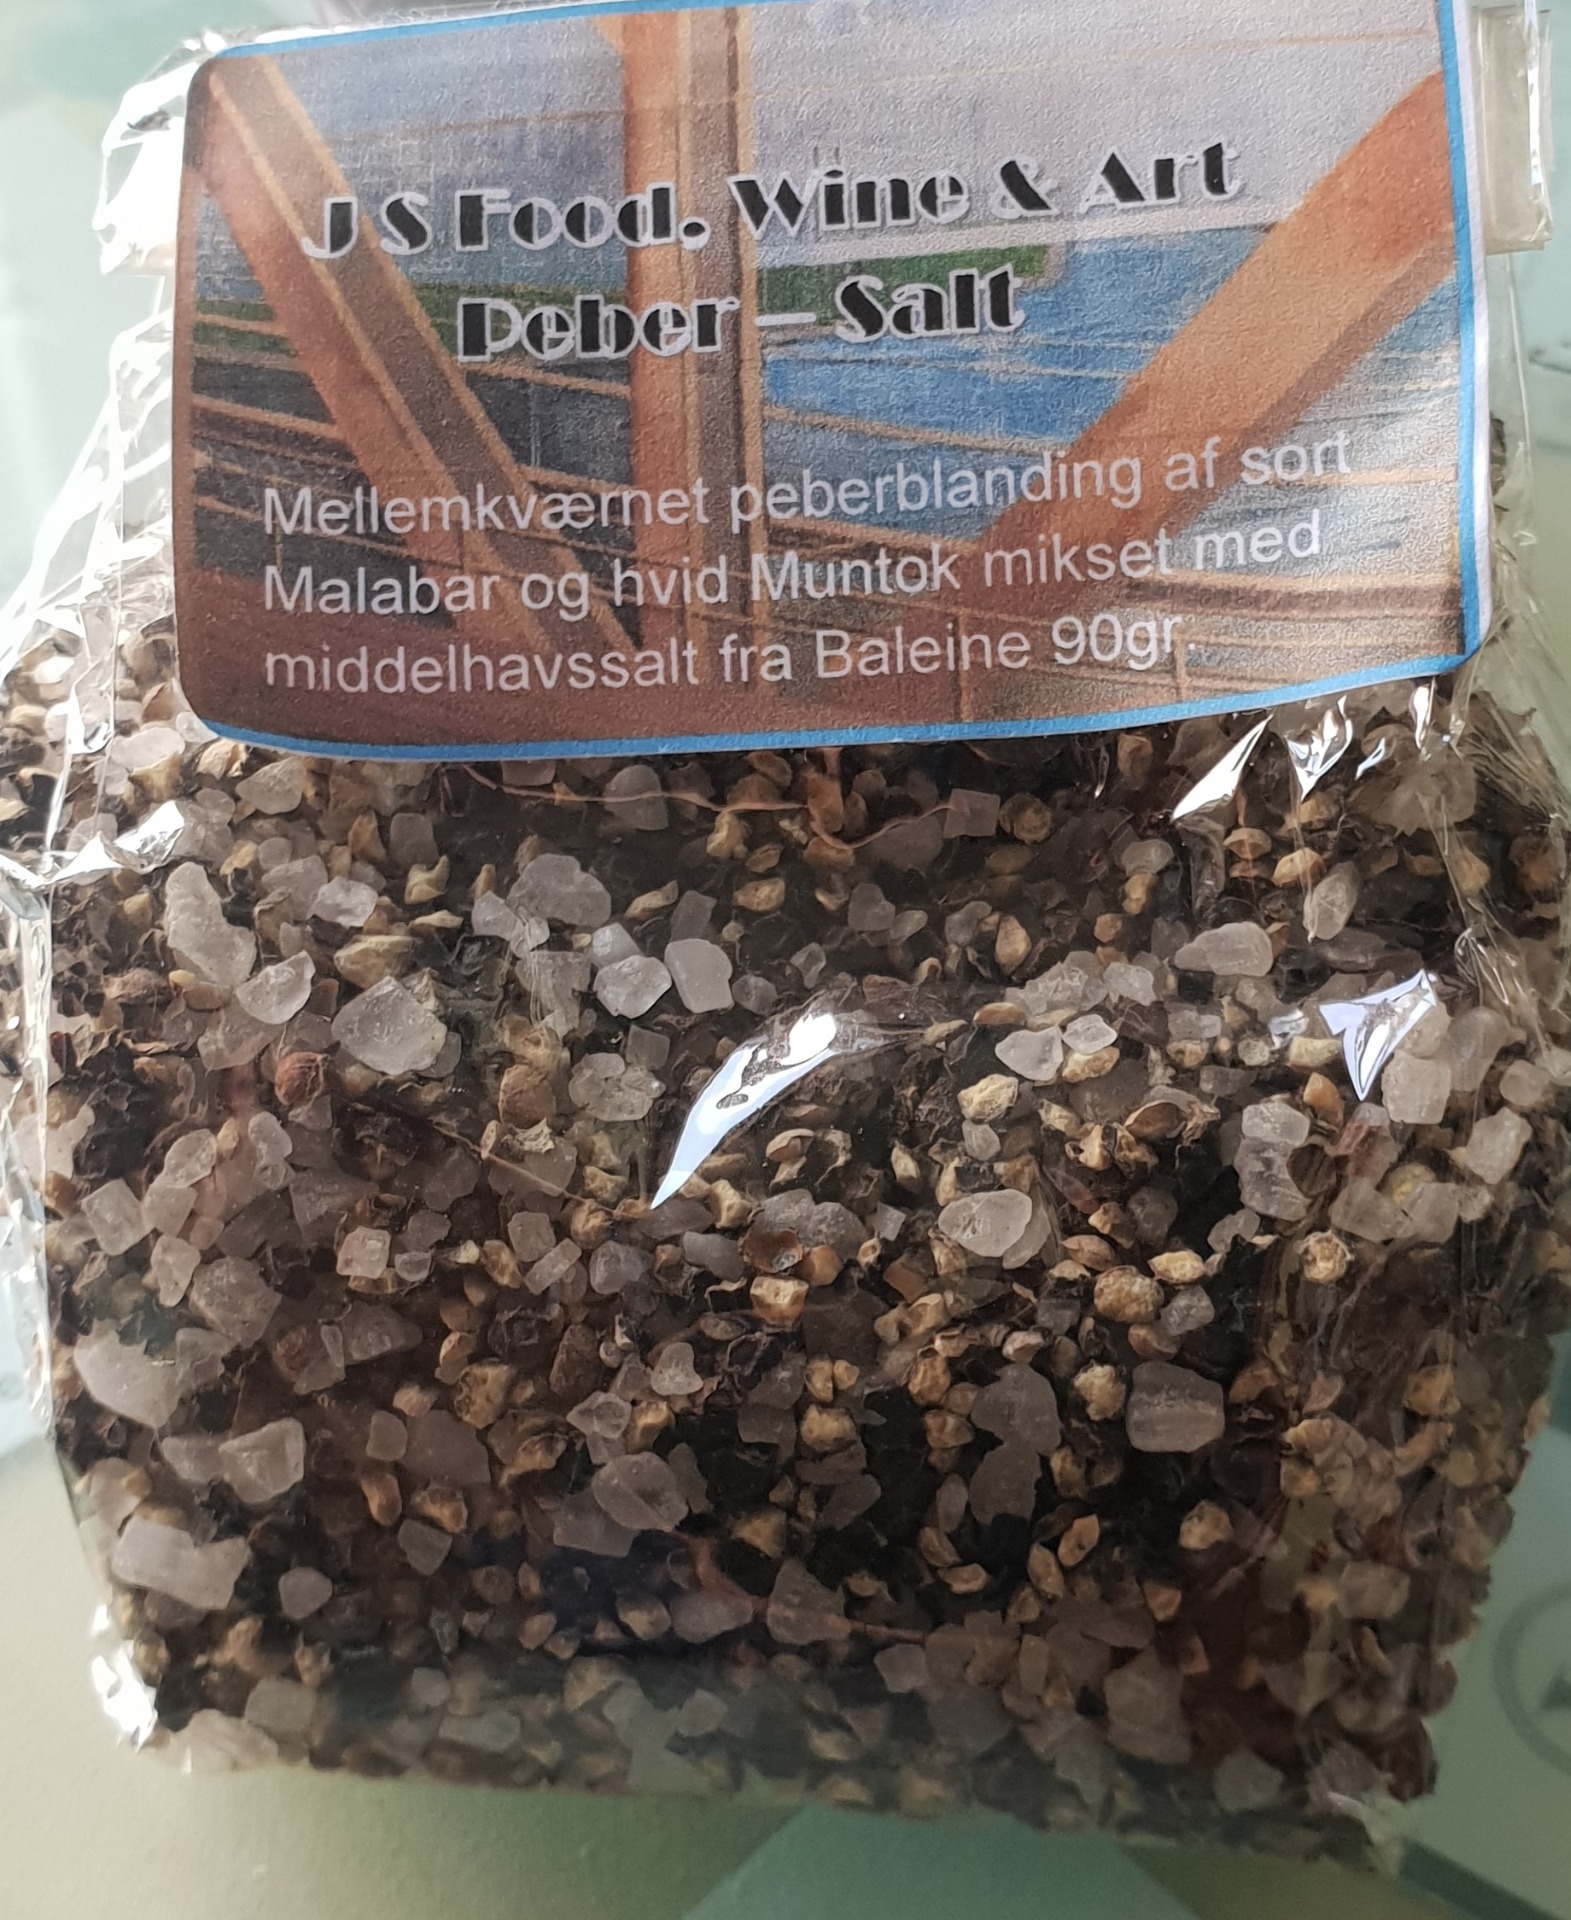 J S Food, Wine & Art
Peber – Salt
Mellemkværnet peberblanding af sort
Malabar og hvid Muntok mikset med
middelhavssalt fra Baleine 90gr.